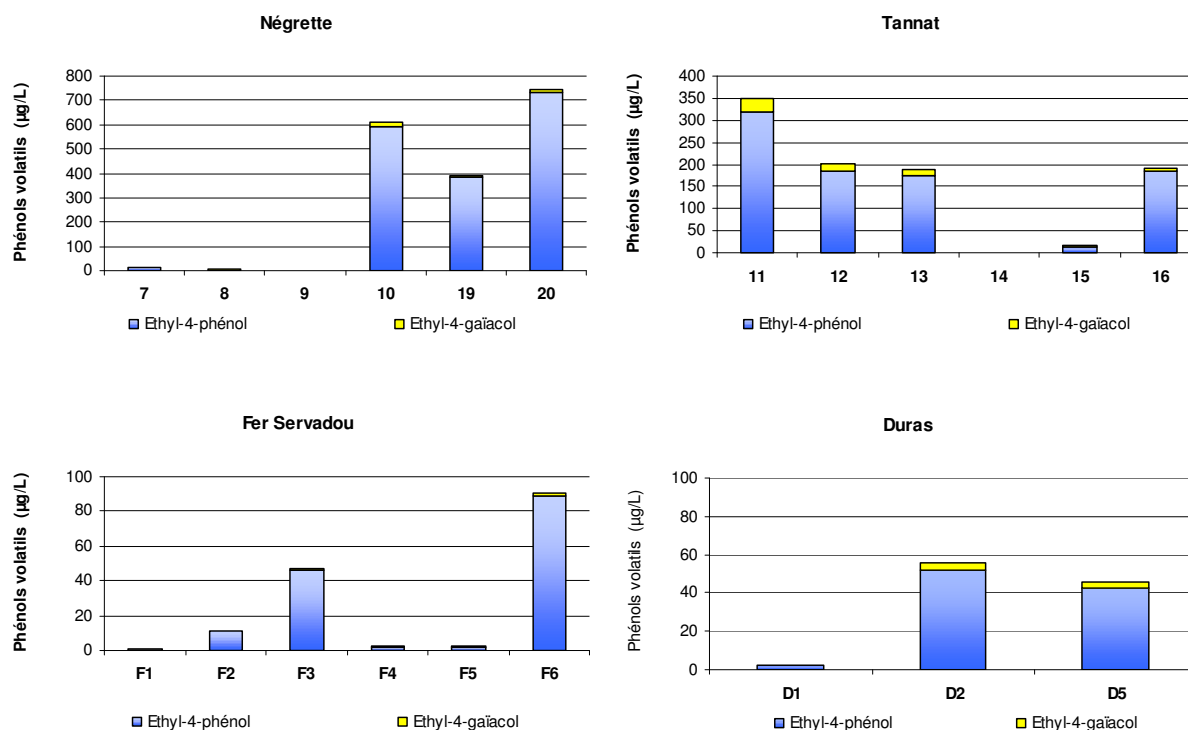 Négrette
Phénols volatils (µg/L)
800
700
600
500
400
300
200
100
0
7 8 9 10 19 20
Ethyl-4-phénol Ethyl-4-gaïacol
Tannat
Phénols volatils (µg/L)
400
350
300
250
200
150
100
50
0
11 12 13 14 15 16
Ethyl-4-phénol Ethyl-4-gaïacol
Fer Servadou
Phénols volatils (µg/L)
100
80
60
40
20
0
F1 F2 F3 F4 F5 F6
Ethyl-4-phénol Ethyl-4-gaïacol
Duras
Phénols volatils (µg/L)
100
80
60
40
20
0
D1 D2 D5
Ethyl-4-phénol Ethyl-4-gaïacol